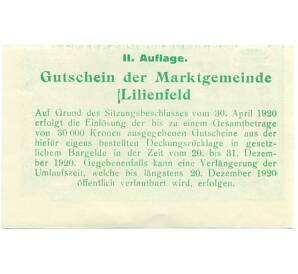 II. Auflage.
Gutschein der Marktgemeinde
Lilienfeld
Auf Grund des Sitzungsbeschlusses vom 30. April 1920
erfolgt die Einlösung der bis zu einem Gesamtbetrage
von 30 000 Kronen ausgegebenen Gutscheine aus der
hiefür eigens bestellten Deckungsrücklage in gesetz-
lichem Bargelde in der Zeit vom 20. bis 31. Dezem-
ber 1920. Gegebenenfalls kann eine Verlängerung der
Umlaufszeit, welche bis längstens 20. Dezember 1920
öffentlich verlautbart wird, erfolgen.